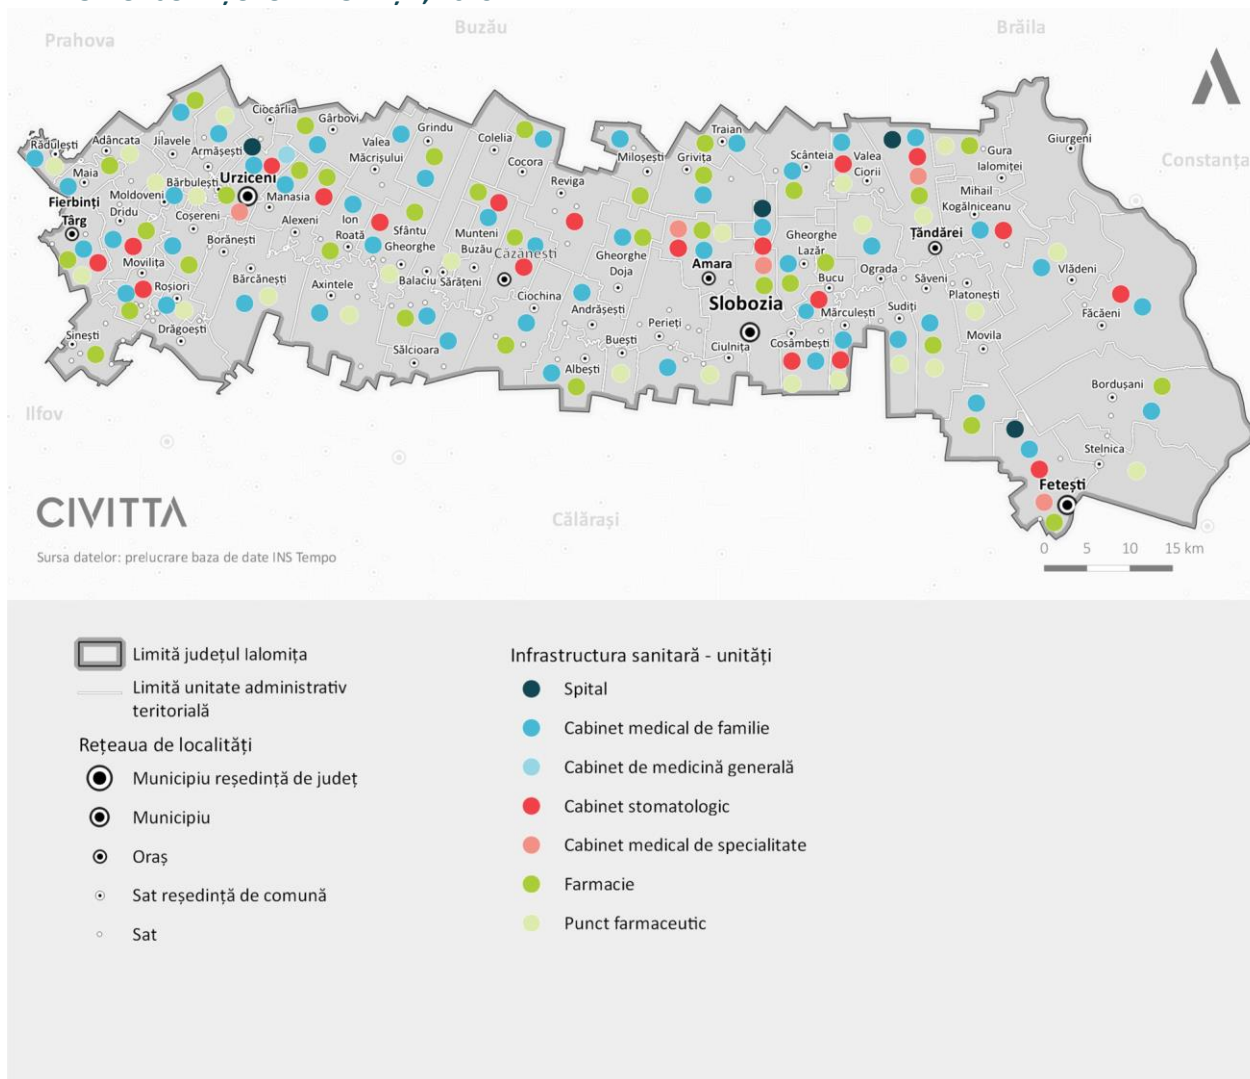 Prahova
Buzău
Brăila
Ciocârlia
Gârbovi
Rădulești
Adâncata
Jilavele
Armășești
Valea
Măcrișului
Grindu
Colelia
Cocora
Miloșești
Traian
Grivița
Scânteia
Valea
Ciorii
Gura
Ialomiței
Giurgeni
Constanța
Maia
Moldoveni
Bărbulești
Urziceni
Manasia
Reviga
Mihail
Kogălniceanu
Fierbinți
Târg
Dridu
Coșereni
Alexeni
Ion
Roată
Sfântu
Gheorghe
Munteni
Buzău
Căzănești
Gheorghe
Doja
Amara
Gheorghe
Lazăr
Țăndărei
Borănești
Movilița
Bărcănești
Axintele
Balaciu
Sărățeni
Bucu
Ograda
Săveni
Vlădeni
Roșiori
Ciochina
Andrășești
Slobozia
Mărculești
Sudiți
Platonești
Făcăeni
Sinești
Drăgoești
Sălcioara
Buești
Perieți
Ciulnița
Cosâmbești
Movila
Albești
Bordușani
Ilfov
Stelnica
Fetești
CIVITTA
Călărași
Sursa datelor: prelucrare baza de date INS Tempo
0 5 10 15 km
Limită județul Ialomița
Limită unitate administrativ
teritorială
Rețeaua de localități
Municipiu reședință de județ
Municipiu
Oraș
Sat reședință de comună
Sat
Infrastructura sanitară - unități
Spital
Cabinet medical de familie
Cabinet de medicină generală
Cabinet stomatologic
Cabinet medical de specialitate
Farmacie
Punct farmaceutic